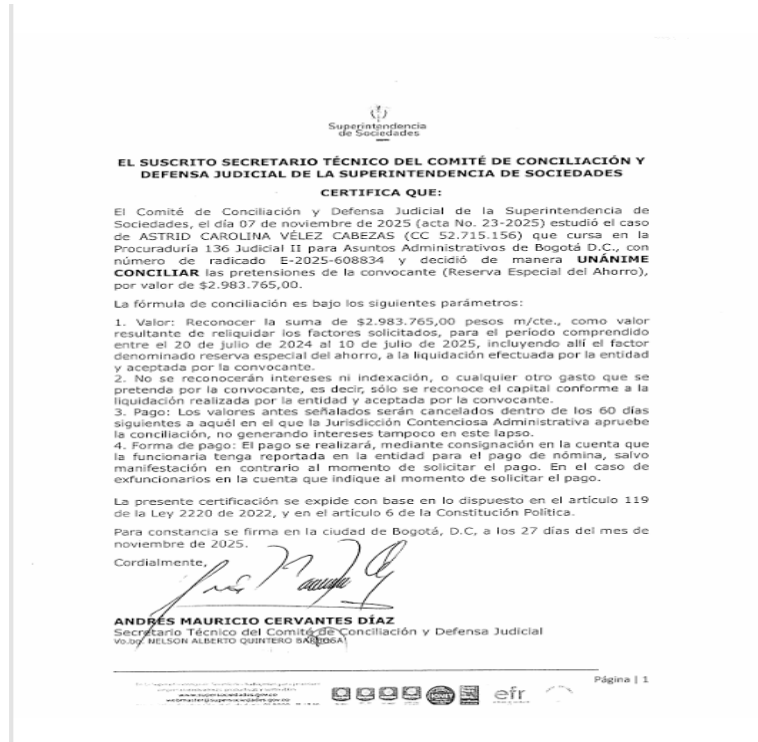 Superintendencia
de Sociedades
EL SUSCRITO SECRETARIO TÉCNICO DEL COMITÉ DE CONCILIACIÓN Y
DEFENSA JUDICIAL DE LA SUPERINTENDENCIA DE SOCIEDADES
CERTIFICA QUE:
El Comité de Conciliación y Defensa Judicial de la Superintendencia de
Sociedades, el día 07 de noviembre de 2025 (acta No. 23-2025) estudió el caso
de ASTRID CAROLINA VÉLEZ CABEZAS (CC 52.715.156) que cursa en la
Procuraduría 136 Judicial II para Asuntos Administrativos de Bogotá D.C., con
número de radicado E-2025-608834 y decidió de manera UNÁNIME
CONCILIAR las pretensiones de la convocante (Reserva Especial del Ahorro),
por valor de $2.983.765,00.
La fórmula de conciliación es bajo los siguientes parámetros:
1. Valor: Reconocer la suma de $2.983.765,00 pesos m/cte., como valor
resultante de reliquidar los factores solicitados, para el período comprendido
entre el 20 de julio de 2024 al 10 de julio de 2025, incluyendo allí el factor
denominado reserva especial del ahorro, a la liquidación efectuada por la entidad
y aceptada por la convocante.
2. No se reconocerán intereses ni indexación, o cualquier otro gasto que se
pretenda por la convocante, es decir, sólo se reconoce el capital conforme a la
liquidación realizada por la entidad y aceptada por la convocante.
3. Pago: Los valores antes señalados serán cancelados dentro de los 60 días
siguientes a aquél en el que la Jurisdicción Contenciosa Administrativa apruebe
la conciliación, no generando intereses tampoco en este lapso.
4. Forma de pago: El pago se realizará, mediante consignación en la cuenta que
la funcionaria tenga reportada en la entidad para el pago de nómina, salvo
manifestación en contrario al momento de solicitar el pago. En el caso de
exfuncionarios en la cuenta que indique al momento de solicitar el pago.
La presente certificación se expide con base en lo dispuesto en el artículo 119
de la Ley 2220 de 2022, y en el artículo 6 de la Constitución Política.
Para constancia se firma en la ciudad de Bogotá, D.C, a los 27 días del mes de
noviembre de 2025.
Cordialmente,
ANDRÉS MAURICIO CERVANTES DÍAZ
Secretario Técnico del Comité de Conciliación y Defensa Judicial
Vo.bo. NELSON ALBERTO QUINTERO BARBOSA
Página | 1
www.supersociedades.gov.co
webmaster@supersociedades.gov.co
efr